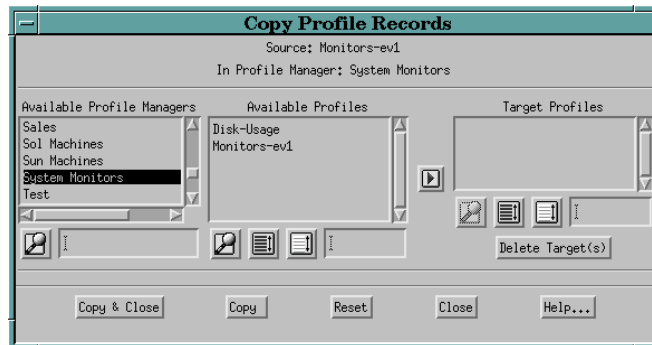 Copy Profile Records
Source: Monitors-ev1
In Profile Manager: System Monitors
Available Profile Managers
Available Profiles
Target Profiles
Sales
Sol Machines
Sun Machines
System Monitors
Test
Disk-Usage
Monitors-ev1
Delete Target(s)
Copy & Close
Copy
Reset
Close
Help...